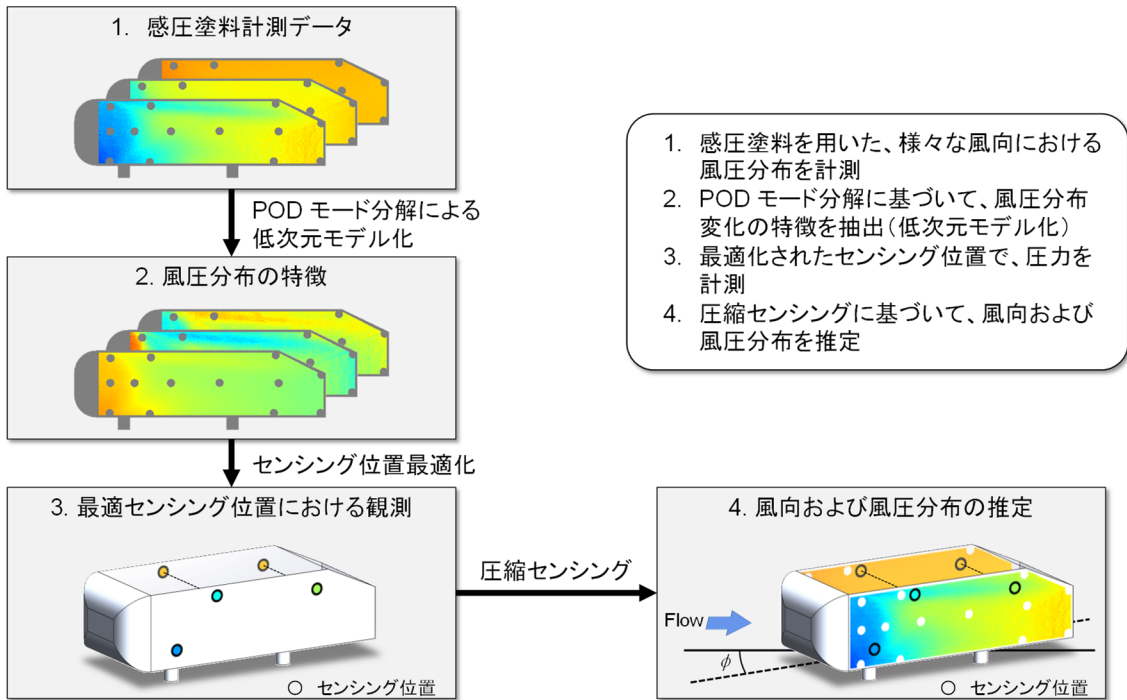 1. 感圧塗料計測データ
POD モード分解による
低次元モデル化
2. 風圧分布の特徴
センシング位置最適化
3. 最適センシング位置における観測
センシング位置
圧縮センシング
1. 感圧塗料を用いた、様々な風向における
風圧分布を計測
2. POD モード分解に基づいて、風圧分布
変化の特徴を抽出（低次元モデル化）
3. 最適化されたセンシング位置で、圧力を
計測
4. 圧縮センシングに基づいて、風向および
風圧分布を推定
4. 風向および風圧分布の推定
Flow
ϕ
センシング位置